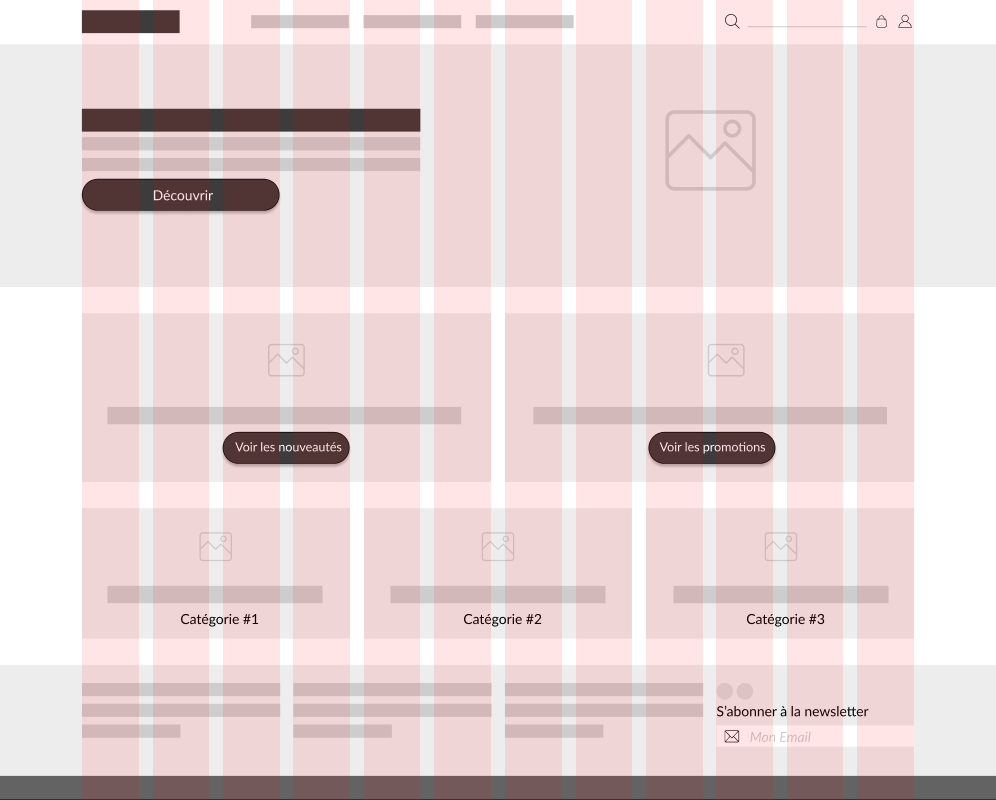 Découvrir
Voir les nouveautés
Voir les promotions
Catégorie #1
Catégorie #2
Catégorie #3
S'abonner à la newsletter
Mon Email